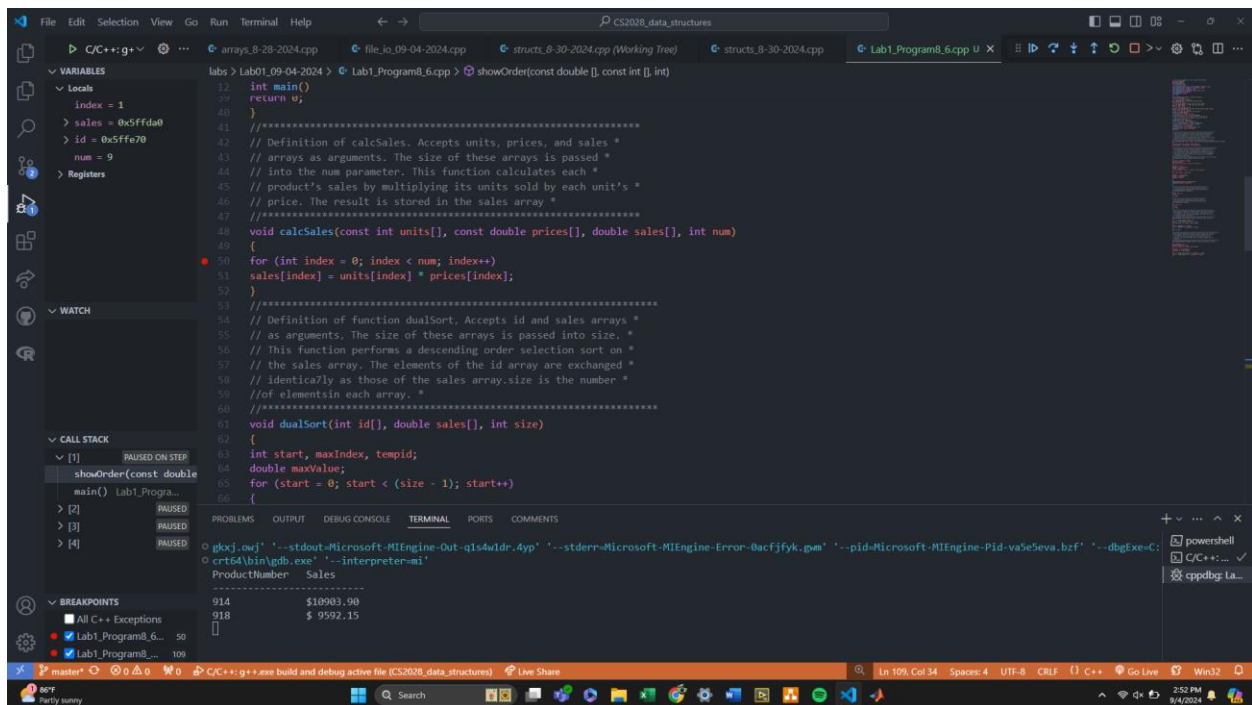 File Edit Selection View Go Run Terminal Help
CS2028_data_structures
C/C++: g+
arrays_8-28-2024.cpp
file_io_09-04-2024.cpp
structs_8-30-2024.cpp (Working Tree)
structs_8-30-2024.cpp
Lab1_Program8_6.cpp U
VARIABLES
Locals
index = 1
sales = 0x5ffda0
id = 0x5ffe70
num = 9
Registers
WATCH
CALL STACK
[1] PAUSED ON STEP
showOrder(const double
main() Lab1_Progra...
[2] PAUSED
[3] PAUSED
[4] PAUSED
BREAKPOINTS
All C++ Exceptions
Lab1_Program8_6... 50
Lab1_Program8_... 109
labs > Lab01_09-04-2024 > Lab1_Program8_6.cpp > showOrder(const double [], const int [], int)
12 int main()
39 return 0;
40 }
41 //***************************************************************
42 // Definition of calcSales. Accepts units, prices, and sales *
43 // arrays as arguments. The size of these arrays is passed *
44 // into the num parameter. This function calculates each *
45 // product’s sales by multiplying its units sold by each unit’s *
46 // price. The result is stored in the sales array *
47 //***************************************************************
48 void calcSales(const int units[], const double prices[], double sales[], int num)
49 {
50 for (int index = 0; index < num; index++)
51 sales[index] = units[index] * prices[index];
52 }
53 //******************************************************************
54 // Definition of function dualSort. Accepts id and sales arrays *
55 // as arguments. The size of these arrays is passed into size. *
56 // This function performs a descending order selection sort on *
57 // the sales array. The elements of the id array are exchanged *
58 // identica7ly as those of the sales array.size is the number *
59 //of elementsin each array. *
60 //******************************************************************
61 void dualSort(int id[], double sales[], int size)
62 {
63 int start, maxIndex, tempid;
64 double maxValue;
65 for (start = 0; start < (size - 1); start++)
66 {
PROBLEMS OUTPUT DEBUG CONSOLE TERMINAL PORTS COMMENTS
gkxj.owj' '--stdout=Microsoft-MIEngine-Out-q1s4w1dr.4yp' '--stderr=Microsoft-MIEngine-Error-0acfjfyk.gwm' '--pid=Microsoft-MIEngine-Pid-va5e5eva.bzf' '--dbgExe=C:
crt64\bin\gdb.exe' '--interpreter=mi'
ProductNumber Sales
--------------------------
914 $10903.90
918 $ 9592.15
powershell
C/C++: ...
cppdbg: La...
master* 0 0 0 C/C++: g++.exe build and debug active file (CS2028_data_structures) Live Share
Ln 109, Col 34 Spaces: 4 UTF-8 CRLF {} C++ Go Live Win32
86°F
Partly sunny
Search
2:52 PM
9/4/2024